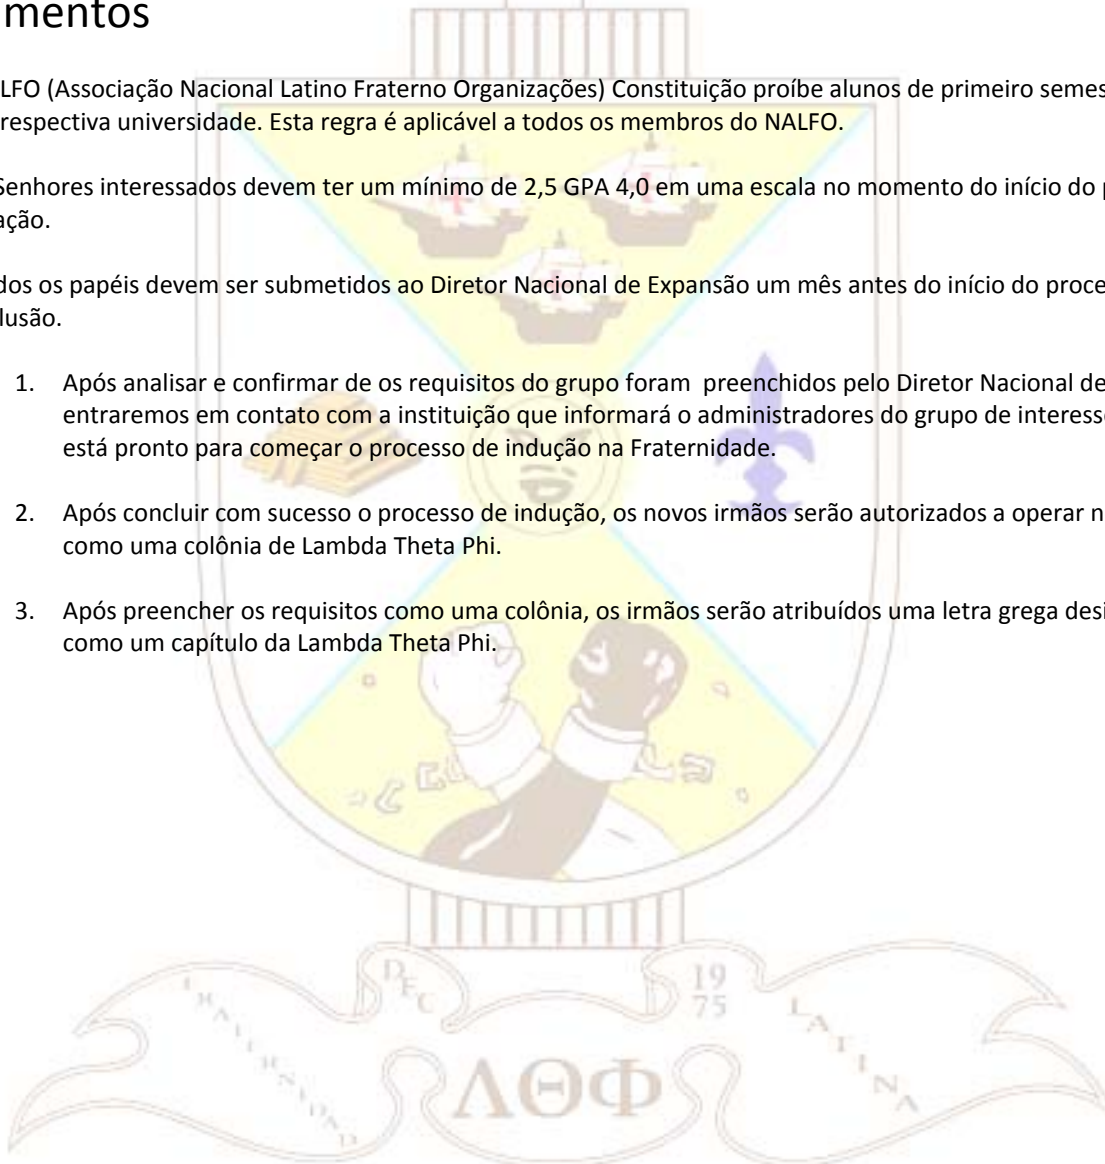 mentos
LFO (Associação Nacional Latino Fraterno Organizações) Constituição proíbe alunos de primeiro semes
respectiva universidade. Esta regra é aplicável a todos os membros do NALFO.
Senhores interessados devem ter um mínimo de 2,5 GPA 4,0 em uma escala no momento do início do p
ação.
dos os papéis devem ser submetidos ao Diretor Nacional de Expansão um mês antes do início do proce
lusão.
1. Após analisar e confirmar de os requisitos do grupo foram preenchidos pelo Diretor Nacional de
entraremos em contato com a instituição que informará o administradores do grupo de interesse
está pronto para começar o processo de indução na Fraternidade.
2. Após concluir com sucesso o processo de indução, os novos irmãos serão autorizados a operar n
como uma colônia de Lambda Theta Phi.
3. Após preencher os requisitos como uma colônia, os irmãos serão atribuídos uma letra grega desi
como um capítulo da Lambda Theta Phi.
DEC 1975
FRATERNIDAD LATINA
ΛΘΦ